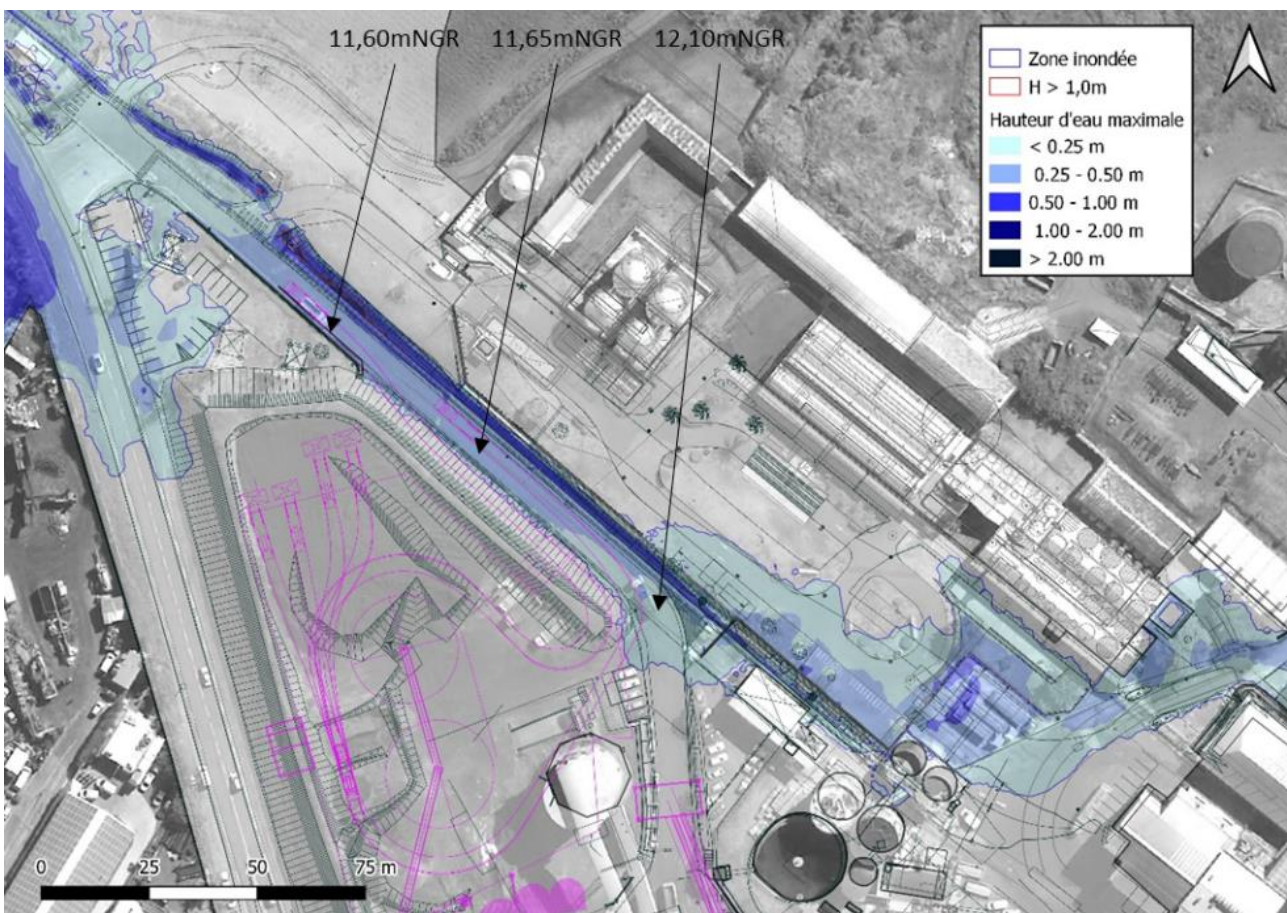 11,60mNGR
11,65mNGR
12,10mNGR
Zone inondée
H > 1,0m
Hauteur d'eau maximale
< 0.25 m
0.25 - 0.50 m
0.50 - 1.00 m
1.00 - 2.00 m
> 2.00 m
0
25
50
75 m